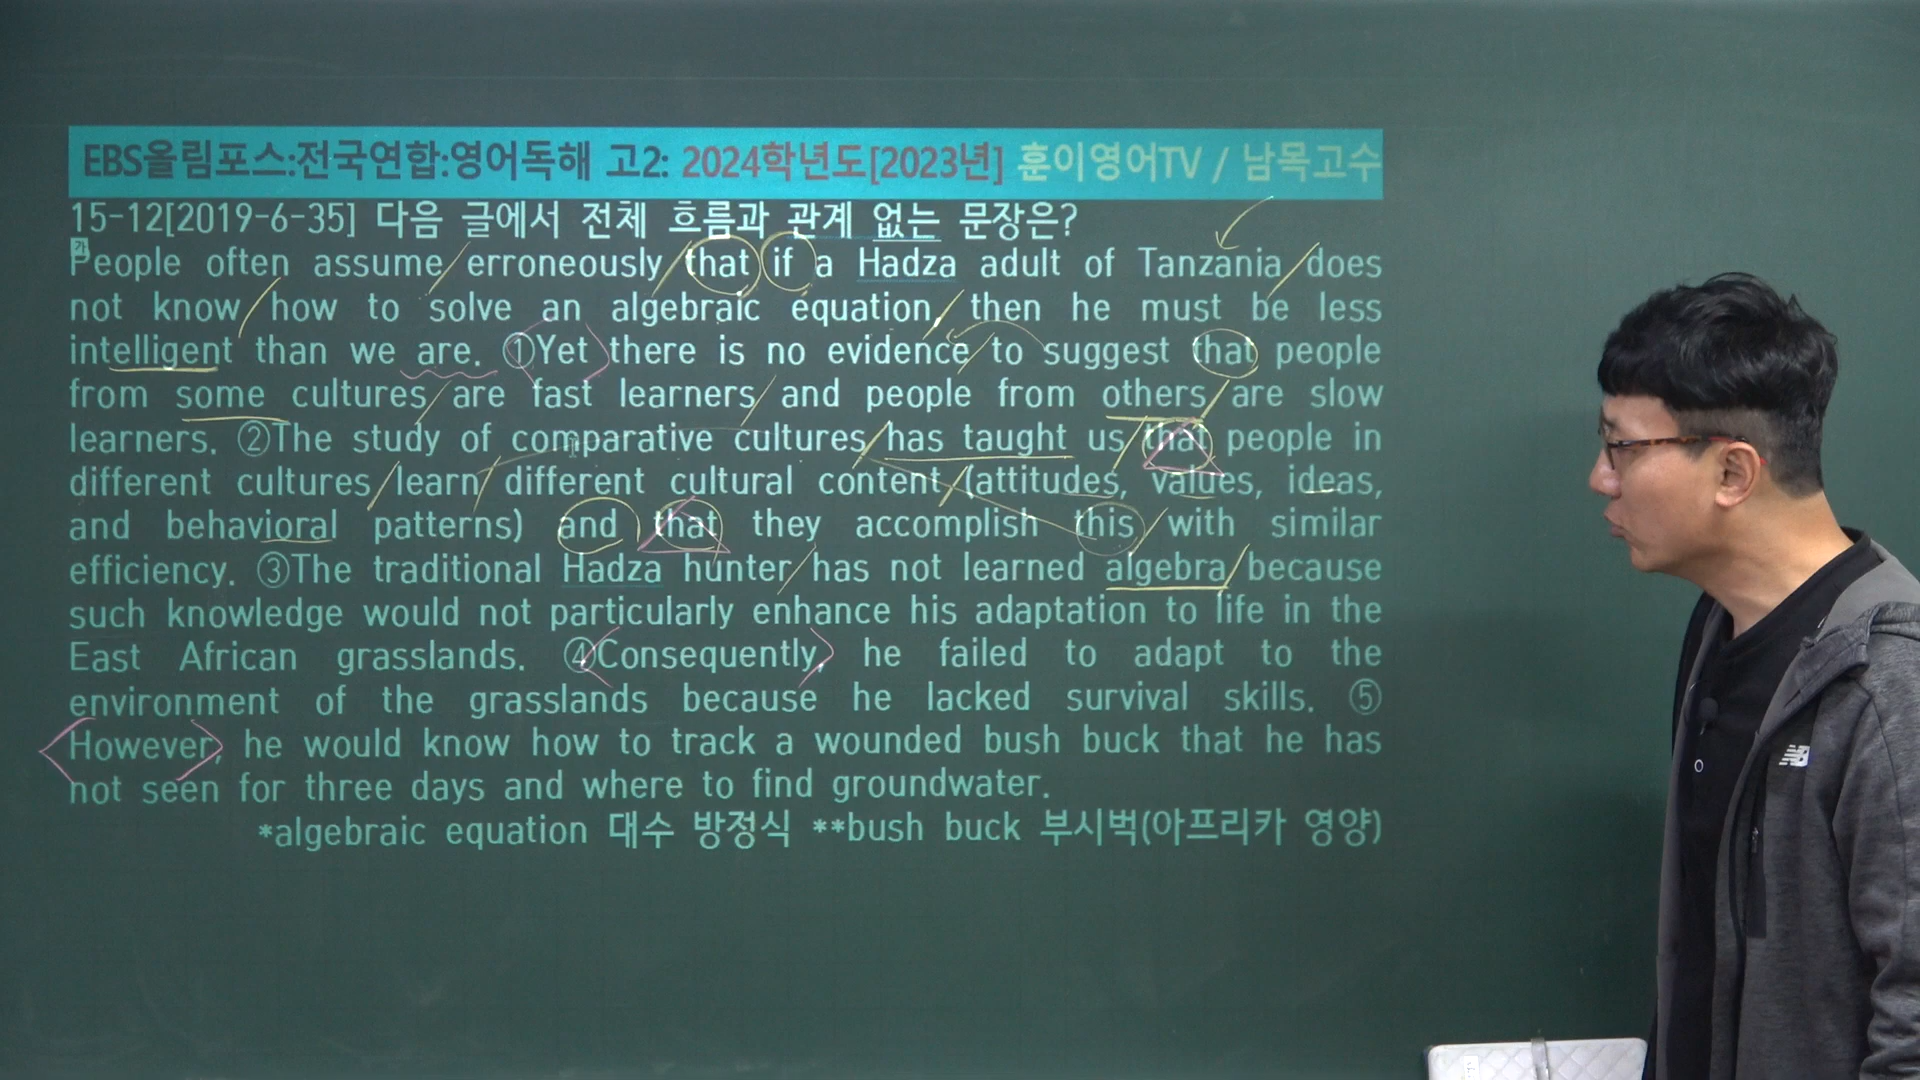 EBS올림포스:전국연합:영어독해 고2: 2024학년도[2023년] 훈이영어TV / 남목고수
15-12[2019-6-35] 다음 글에서 전체 흐름과 관계 없는 문장은?
가
People often assume erroneously that if a Hadza adult of Tanzania does
not know how to solve an algebraic equation, then he must be less
intelligent than we are. ①Yet there is no evidence to suggest that people
from some cultures are fast learners and people from others are slow
learners. ②The study of comparative cultures has taught us that people in
different cultures learn different cultural content (attitudes, values, ideas,
and behavioral patterns) and that they accomplish this with similar
efficiency. ③The traditional Hadza hunter has not learned algebra because
such knowledge would not particularly enhance his adaptation to life in the
East African grasslands. ④Consequently, he failed to adapt to the
environment of the grasslands because he lacked survival skills. ⑤
However, he would know how to track a wounded bush buck that he has
not seen for three days and where to find groundwater.
*algebraic equation 대수 방정식 **bush buck 부시벅(아프리카 영양)